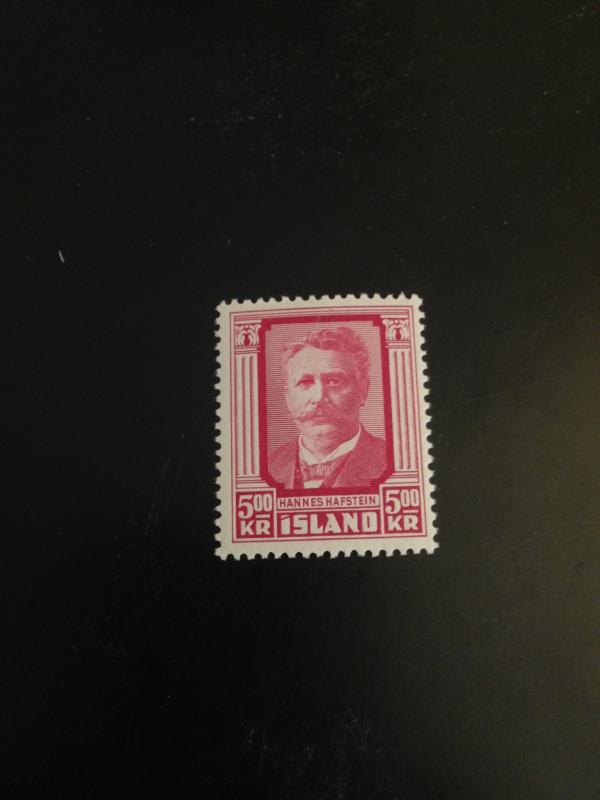 HANNES HAFSTEIN
5.00 KR ÍSLAND 5.00 KR